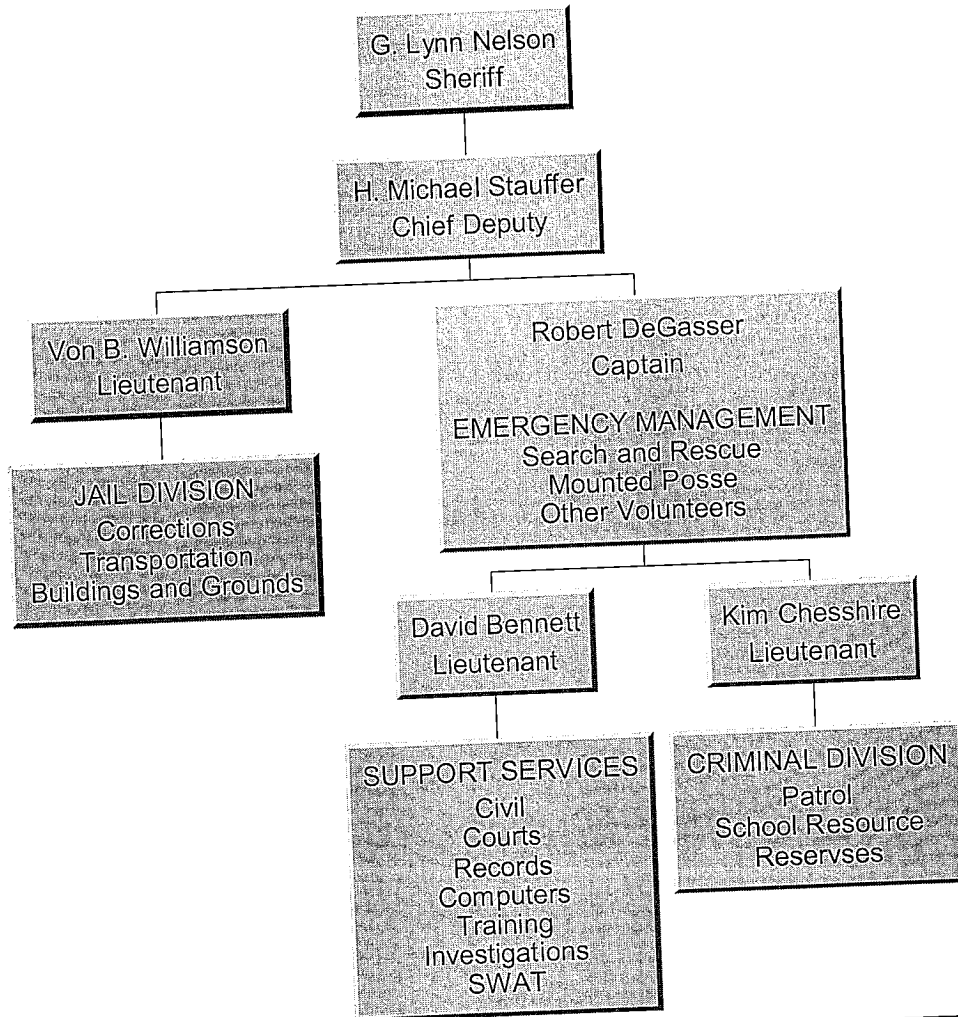 G. Lynn Nelson
Sheriff
H. Michael Stauffer
Chief Deputy
Von B. Williamson
Lieutenant
JAIL DIVISION
Corrections
Transportation
Buildings and Grounds
Robert DeGasser
Captain
EMERGENCY MANAGEMENT
Search and Rescue
Mounted Posse
Other Volunteers
David Bennett
Lieutenant
SUPPORT SERVICES
Civil
Courts
Records
Computers
Training
Investigations
SWAT
Kim Chesshire
Lieutenant
CRIMINAL DIVISION
Patrol
School Resource
Reservses